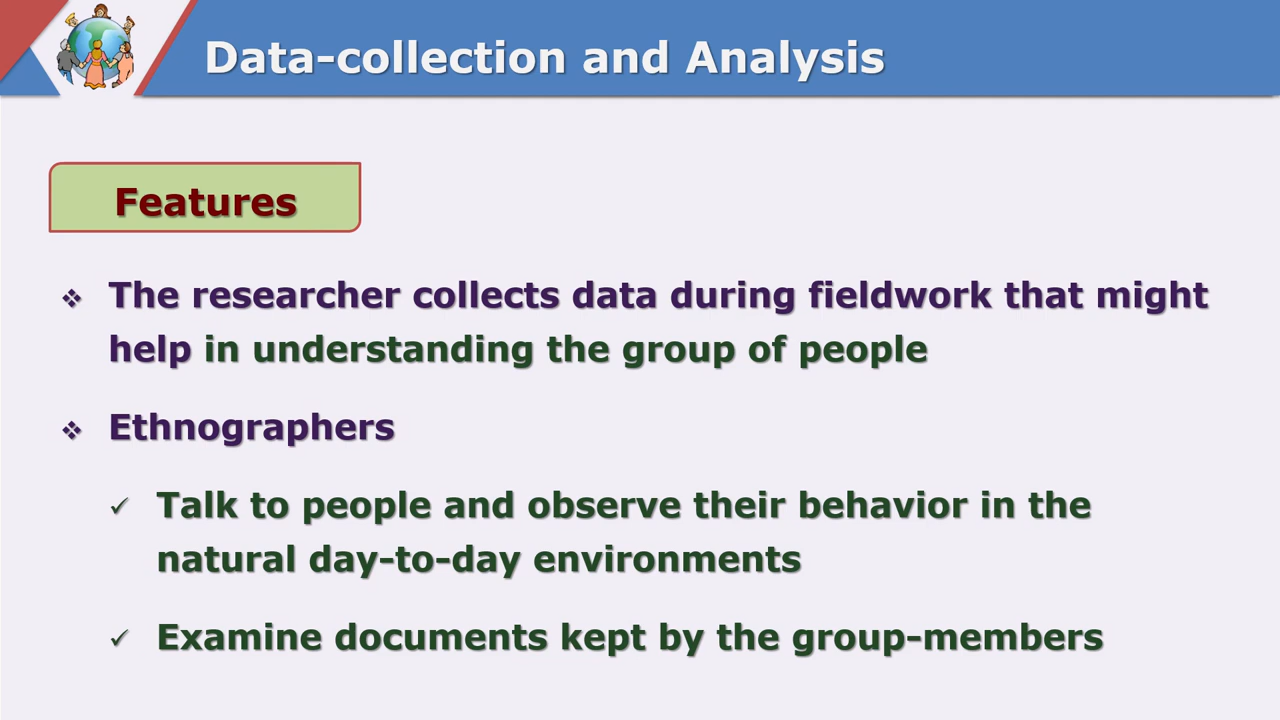 Data-collection and Analysis
Features
❖ The researcher collects data during fieldwork that might
help in understanding the group of people
❖ Ethnographers
✓ Talk to people and observe their behavior in the
natural day-to-day environments
✓ Examine documents kept by the group-members